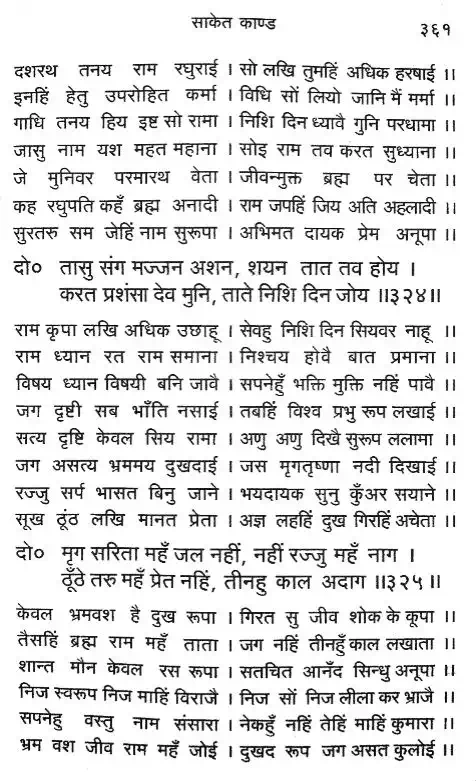 साकेत काण्ड
३६१
दशरथ तनय राम रघुराई । सो लखि तुमहिं अधिक हरषाई ।।
इनहिं हेतु उपरोहित कर्मा । विधि सों लियो जानि मैं मर्मा ।।
गाधि तनय हिय इष्ट सो रामा । निशि दिन ध्यावै गुनि परधामा ।।
जासु नाम यश महत महाना । सोइ राम तव करत सुध्याना ।।
जे मुनिवर परमारथ वेता । जीवन्मुक्त ब्रह्म पर चेता ।।
कह रघुपति कहँ ब्रह्म अनादी । राम जपहिं जिय अति अहलादी ।।
सुरतरु सम जेहिं नाम सुरूपा । अभिमत दायक प्रेम अनूपा ।।
दो० तासु संग मज्जन अशन, शयन तात तव होय ।
करत प्रशंसा देव मुनि, ताते निशि दिन जोय ।।३२४।।
राम कृपा लखि अधिक उछाहू । सेवहु निशि दिन सियवर नाहू ।।
राम ध्यान रत राम समाना । निश्चय होवै बात प्रमाना ।।
विषय ध्यान विषयी बनि जावै । सपनेहुँ भक्ति मुक्ति नहिं पावै ।।
जग दृष्टी सब भाँति नसाई । तबहिं विश्व प्रभु रूप लखाई ।।
सत्य दृष्टि केवल सिय रामा । अणु अणु दिखै सुरूप ललामा ।।
जग असत्य भ्रममय दुखदाई । जस मृगतृष्णा नदी दिखाई ।।
रज्जु सर्प भासत बिनु जाने । भयदायक सुनु कुँअर सयाने ।।
सूख ठूंठ लखि मानत प्रेता । अज्ञ लहहिं दुख गिरहिं अचेता ।।
दो० मृग सरिता महँ जल नहीं, नहीं रज्जु महँ नाग ।
ठूँठे तरु महँ प्रेत नहिं, तीनहु काल अदाग ।।३२५।।
केवल भ्रमवश है दुख रूपा । गिरत सु जीव शोक के कूपा ।।
तैसहिं ब्रह्म राम महँ ताता । जग नहिं तीनहुँ काल लखाता ।।
शान्त मौन केवल रस रूपा । सतचित आनँद सिन्धु अनूपा ।।
निज स्वरूप निज माहिं विराजै । निज सों निज लीला कर भ्राजै ।।
सपनेहु वस्तु नाम संसारा । नेकहुँ नहिं तेहिं माहिं कुमारा ।।
भ्रम वश जीव राम महँ जोई । दुखद रूप जग असत कुलोई ।।